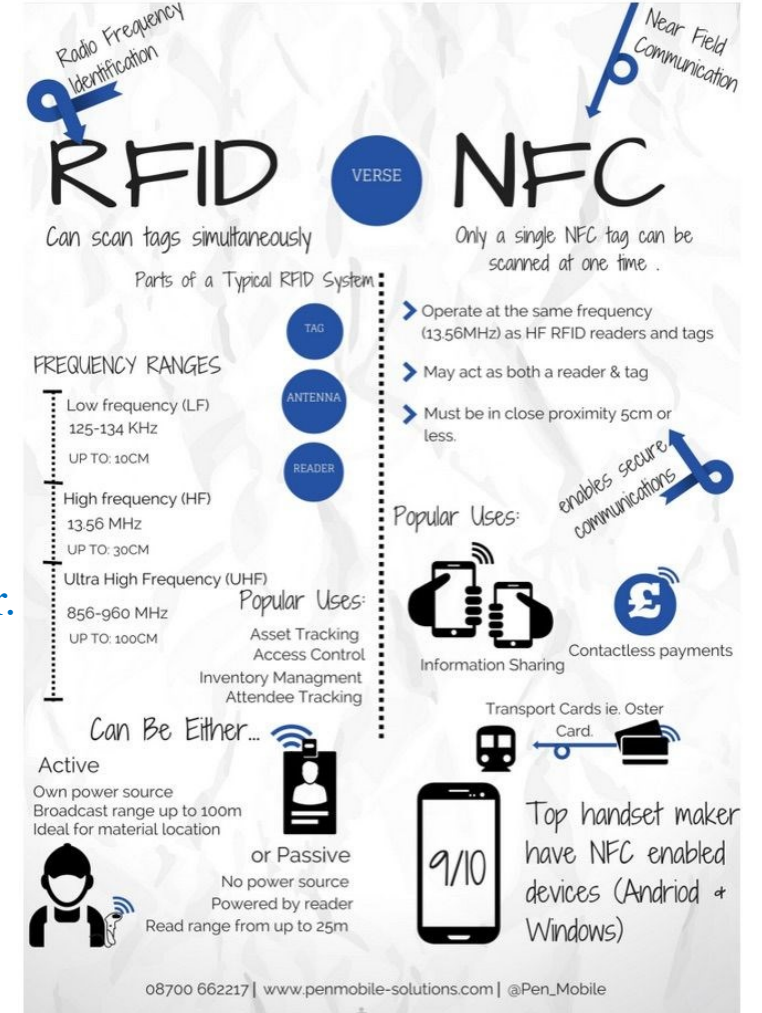 Radio Frequency
Identification
Near Field
Communication
RFID
VERSE
NFC
Can scan tags simultaneously
Only a single NFC tag can be
scanned at one time .
Parts of a Typical RFID System
TAG
ANTENNA
READER
FREQUENCY RANGES
Low frequency (LF)
125-134 KHz
UP TO: 10CM
High frequency (HF)
13.56 MHz
UP TO: 30CM
Ultra High Frequency (UHF)
856-960 MHz
UP TO: 100CM
r.
Popular Uses:
Asset Tracking
Access Control
Inventory Managment
Attendee Tracking
Can Be Either...
Active
Own power source
Broadcast range up to 100m
Ideal for material location
or Passive
No power source
Powered by reader
Read range from up to 25m
Operate at the same frequency
(13.56MHz) as HF RFID readers and tags
May act as both a reader & tag
Must be in close proximity 5cm or
less.
enables secure
communications
Popular Uses:
Information Sharing
£
Contactless payments
Transport Cards ie. Oster
Card.
9/10
Top handset maker
have NFC enabled
devices (Andriod &
Windows)
08700 662217 | www.penmobile-solutions.com | @Pen_Mobile